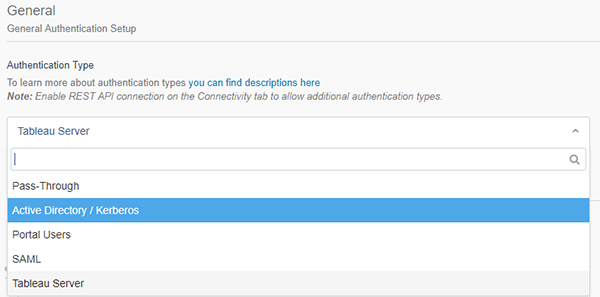 General
General Authentication Setup
Authentication Type
To learn more about authentication types you can find descriptions here
Note: Enable REST API connection on the Connectivity tab to allow additional authentication types.
Tableau Server
Pass-Through
Active Directory / Kerberos
Portal Users
SAML
Tableau Server